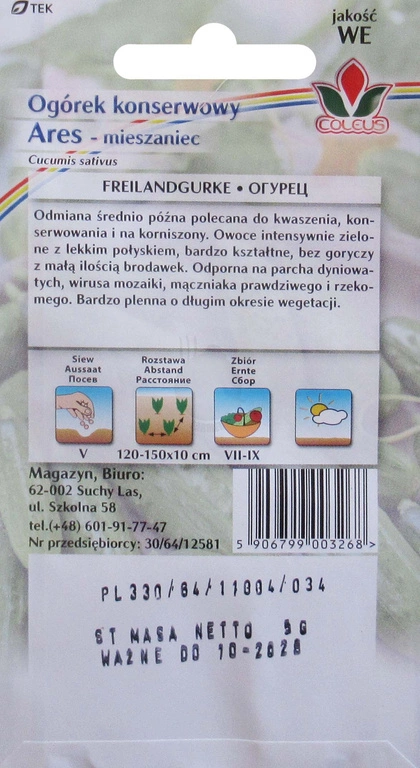 TEK
jakość
WE
COLEUS
Ogórek konserwowy
Ares - mieszaniec
Cucumis sativus
FREILANDGURKE • ОГУРЕЦ
Odmiana średnio późna polecana do kwaszenia, kon-
serwowania i na korniszony. Owoce intensywnie zielo-
ne z lekkim połyskiem, bardzo kształtne, bez goryczy
z małą ilością brodawek. Odporna na parcha dyniowa-
tych, wirusa mozaiki, mączniaka prawdziwego i rzeko-
mego. Bardzo plenna o długim okresie wegetacji.
Siew
Aussaat
Посев
Rozstawa
Abstand
Расстояние
Zbiór
Ernte
Сбор
V 120-150x10 cm VII-IX
Magazyn, Biuro:
62-002 Suchy Las,
ul. Szkolna 58
tel.(+48) 601-91-77-47
Nr przedsiębiorcy: 30/64/12581
5 906799 003268 >
PL330/64/11004/034
ST MASA NETTO 5G
WAŻNE DO 10-2028